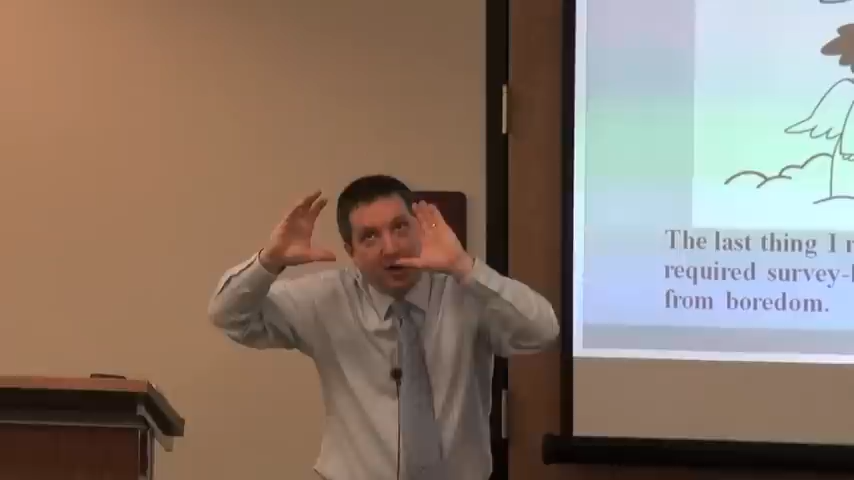 The last thing I
required survey-
from boredom.